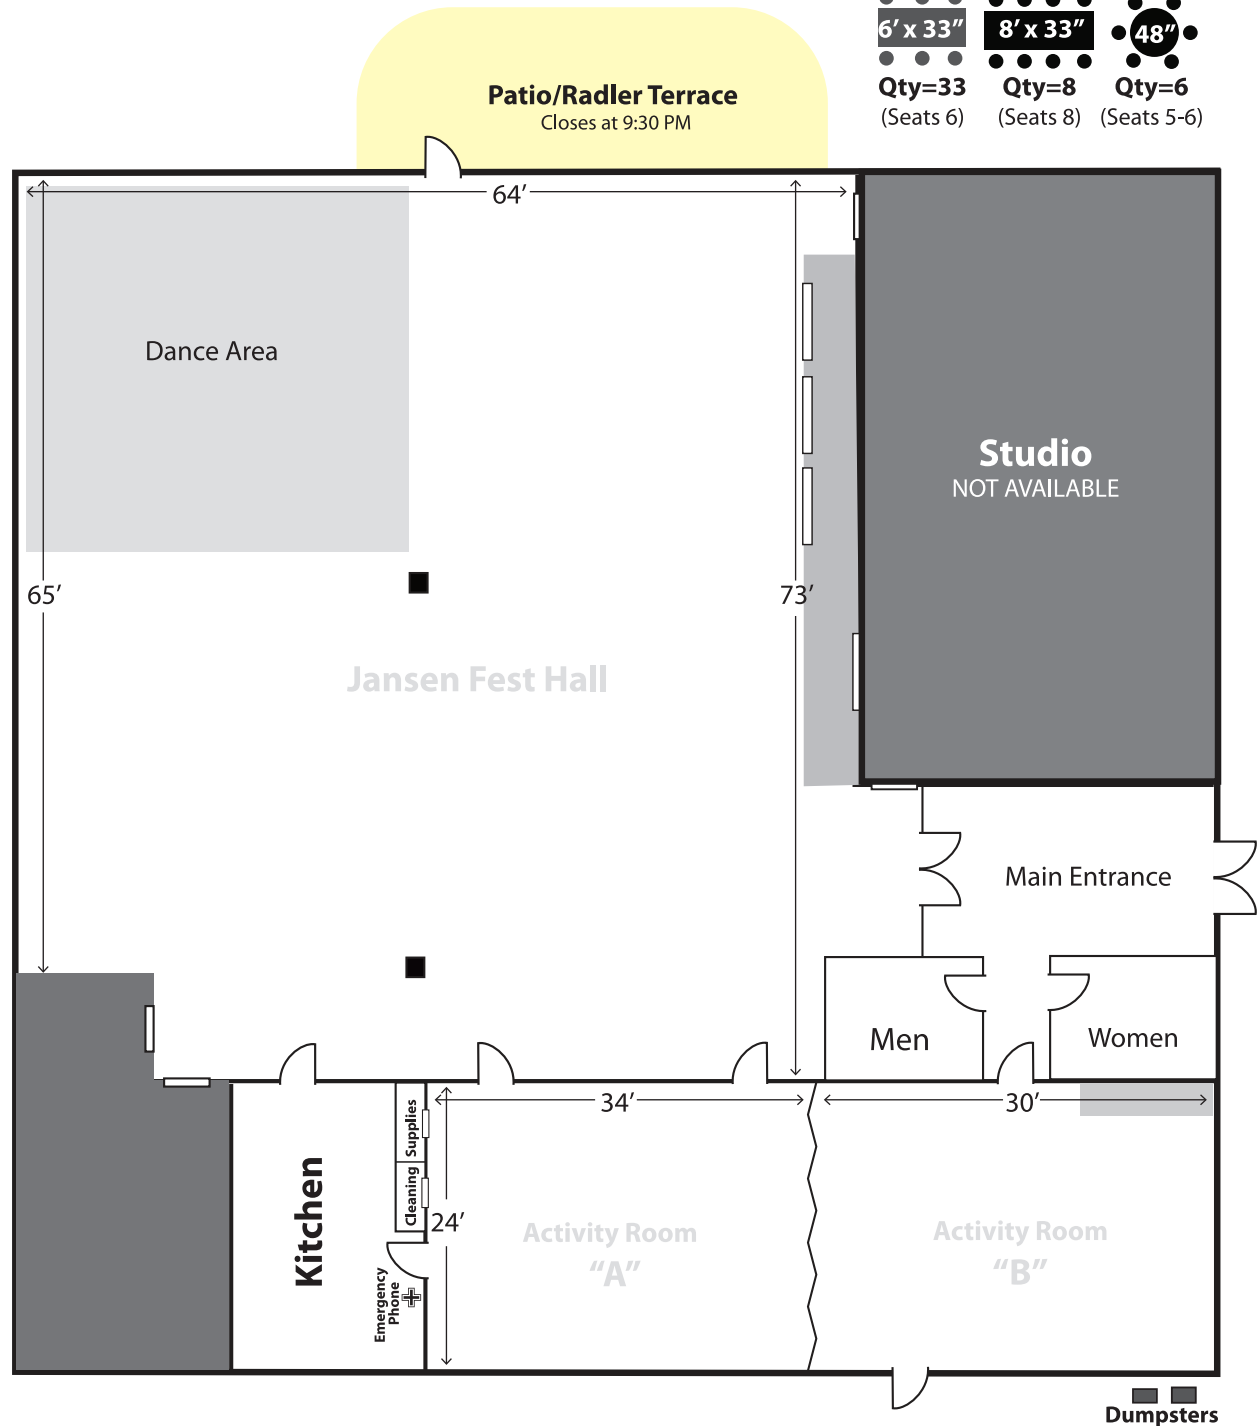 6’ x 33”
8’ x 33”
48”
Qty=33
Qty=8
Qty=6
(Seats 6)
(Seats 8)
(Seats 5-6)
Patio/Radler Terrace
Closes at 9:30 PM
64’
Dance Area
Studio
NOT AVAILABLE
65’
73’
Jansen Fest Hall
Main Entrance
Men
Women
34’
30’
Supplies
Cleaning
Kitchen
24’
Activity Room
“A”
Activity Room
“B”
Emergency
Phone
Dumpsters